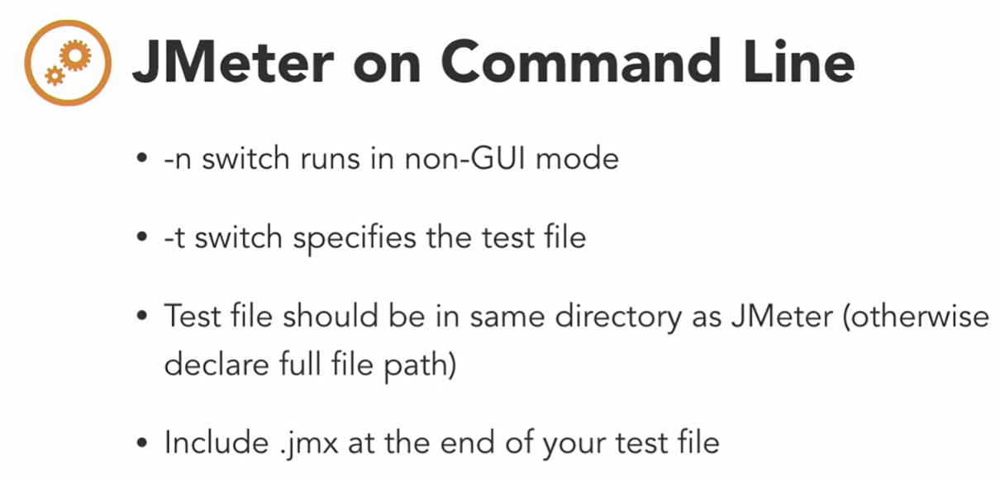 JMeter on Command Line
• -n switch runs in non-GUI mode
• -t switch specifies the test file
• Test file should be in same directory as JMeter (otherwise
declare full file path)
• Include .jmx at the end of your test file